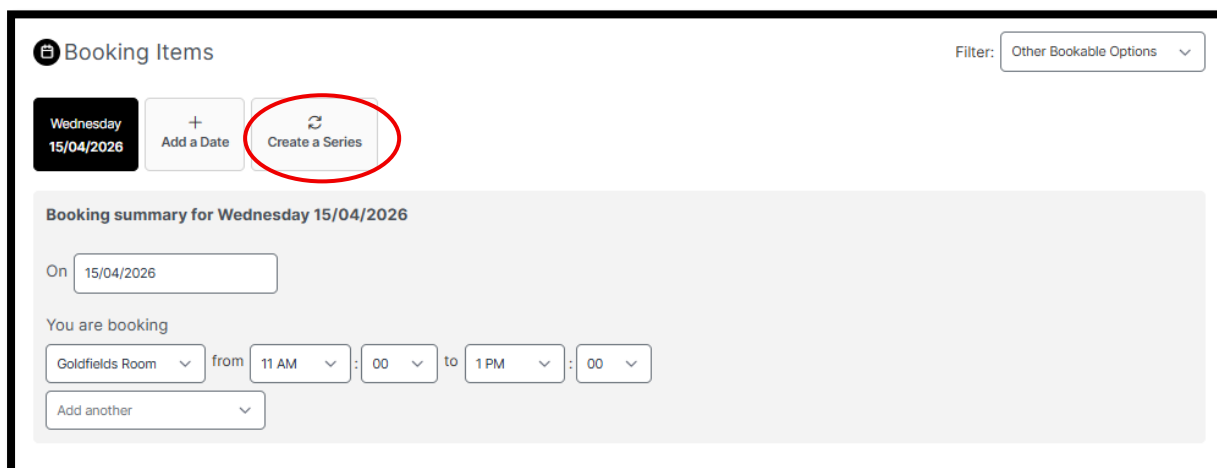 Booking Items
Filter: Other Bookable Options
Wednesday
15/04/2026
+
Add a Date
Create a Series
Booking summary for Wednesday 15/04/2026
On 15/04/2026
You are booking
Goldfields Room from 11 AM : 00 to 1 PM : 00
Add another